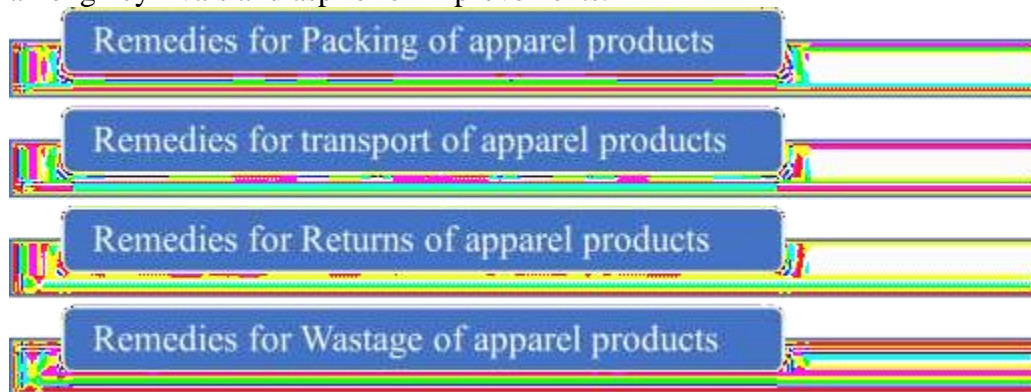 Remedies for Packing of apparel products
Remedies for transport of apparel products
Remedies for Returns of apparel products
Remedies for Wastage of apparel products